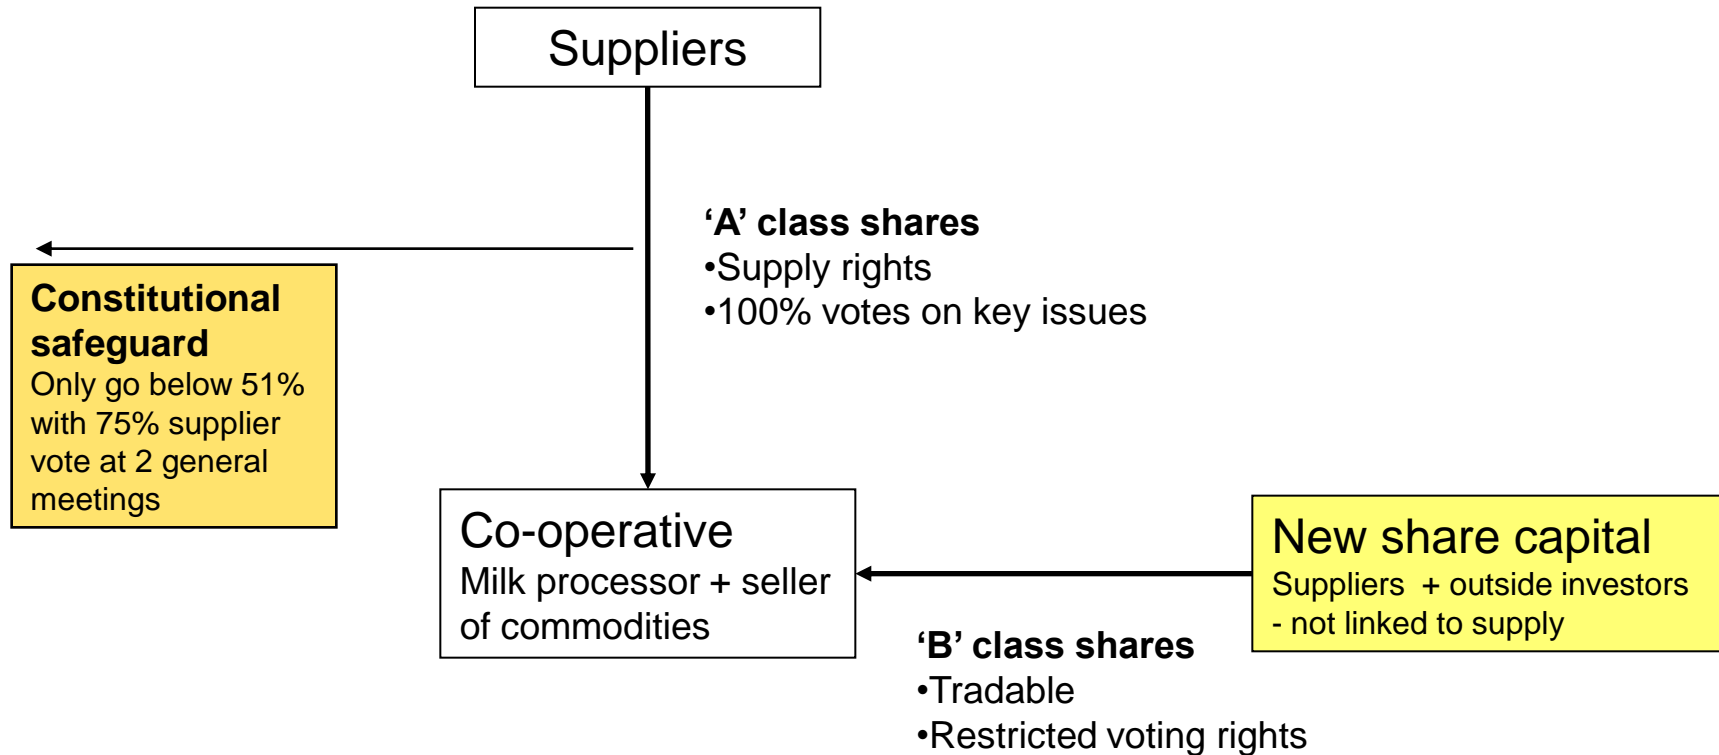 Suppliers
‘A’ class shares
•Supply rights
•100% votes on key issues
Constitutional
safeguard
Only go below 51%
with 75% supplier
vote at 2 general
meetings
Co-operative
Milk processor + seller
of commodities
New share capital
Suppliers + outside investors
- not linked to supply
‘B’ class shares
•Tradable
•Restricted voting rights